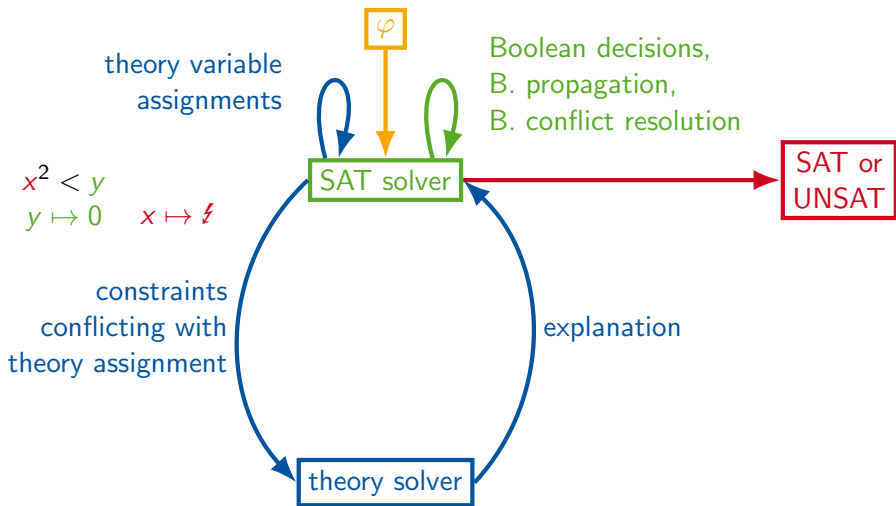 φ
theory variable
assignments
Boolean decisions,
B. propagation,
B. conflict resolution
SAT solver
SAT or
UNSAT
x² < y
y ↦ 0 x ↦ ↯
constraints
conflicting with
theory assignment
explanation
theory solver